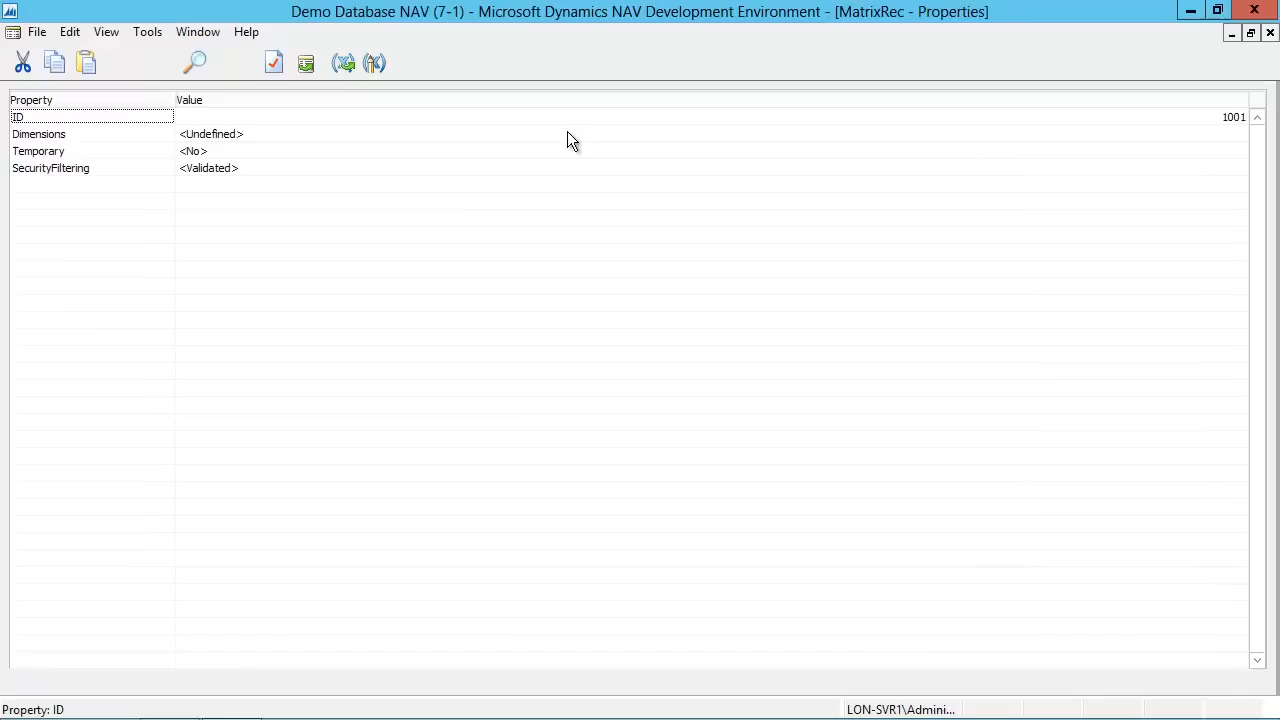 Demo Database NAV (7-1) - Microsoft Dynamics NAV Development Environment - [MatrixRec - Properties]
File Edit View Tools Window Help
Property Value
ID 1001
Dimensions <Undefined>
Temporary <No>
SecurityFiltering <Validated>
Property: ID LON-SVR1\Admini...